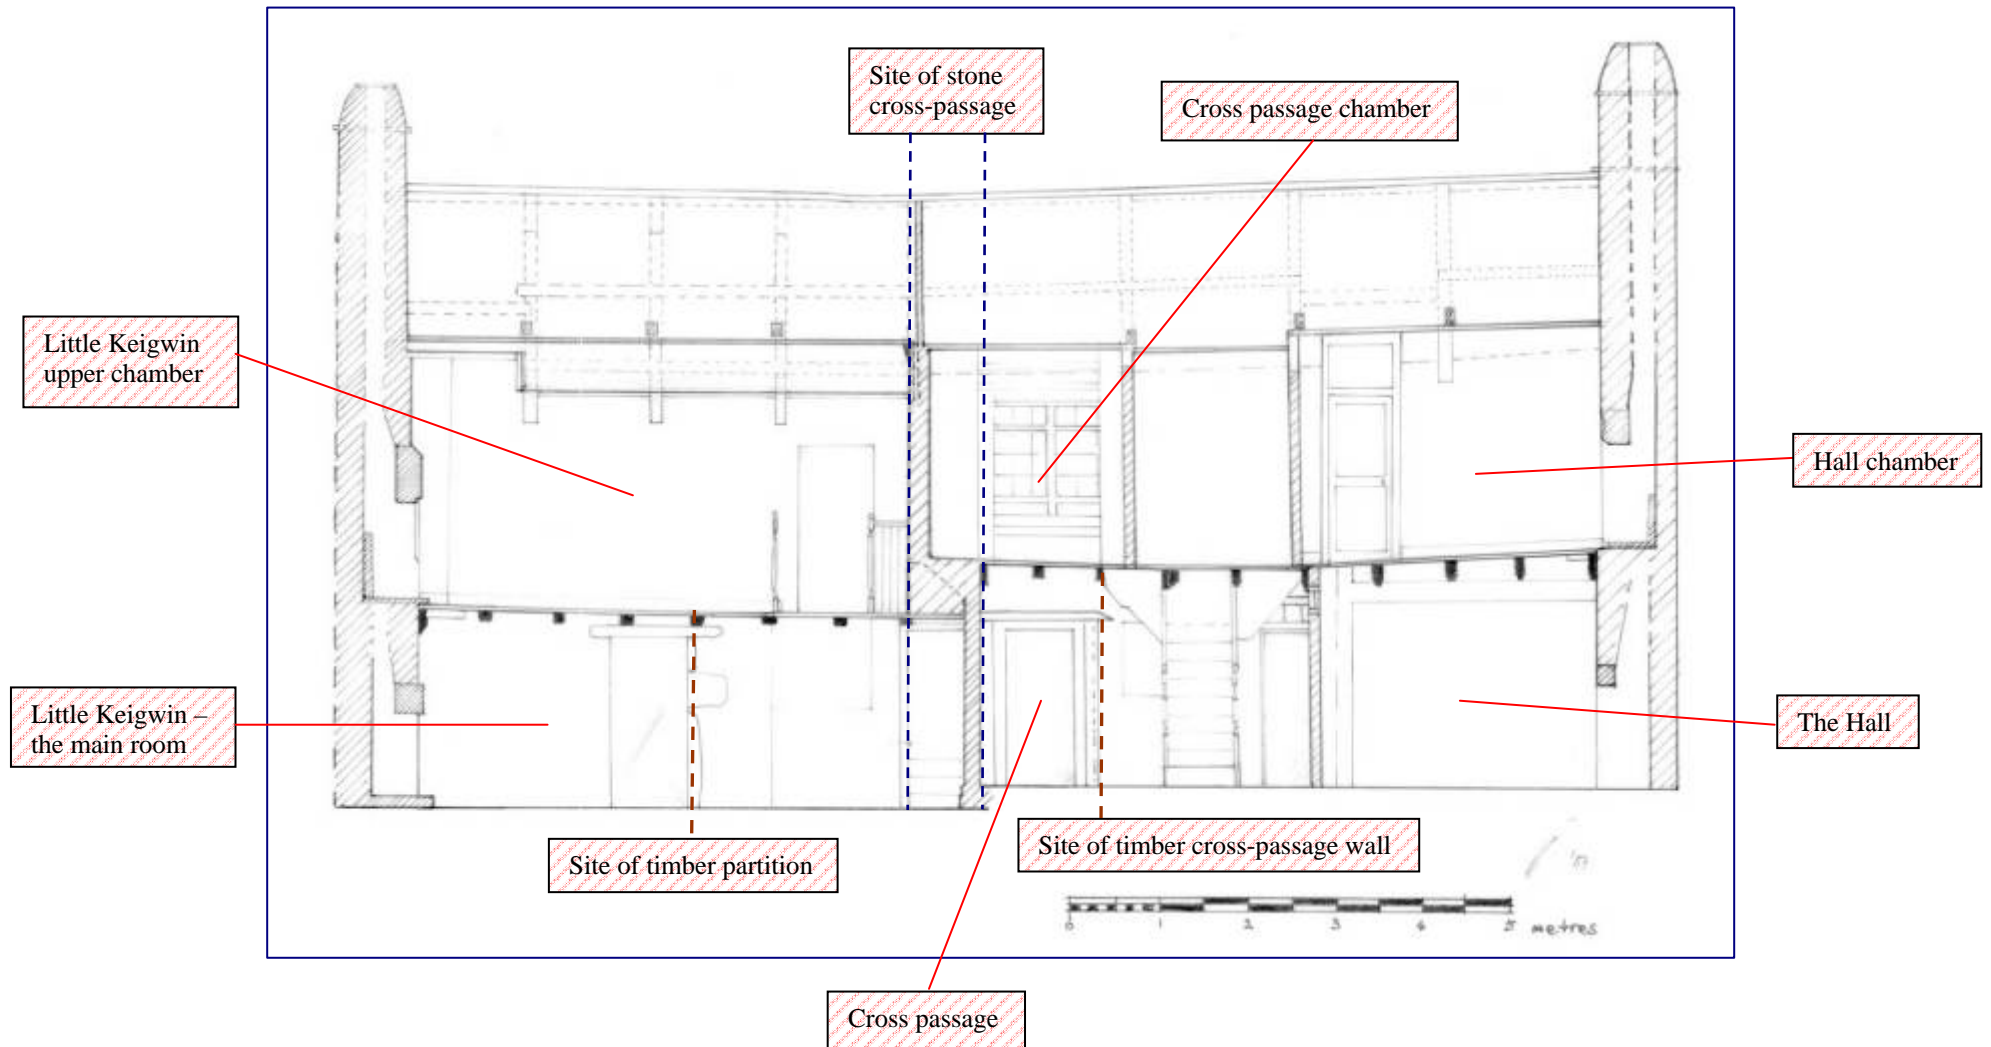 Site of stone
cross-passage
Cross passage chamber
Little Keigwin
upper chamber
Hall chamber
Little Keigwin –
the main room
The Hall
Site of timber partition
Site of timber cross-passage wall
0 1 2 3 4 5 metres
Cross passage